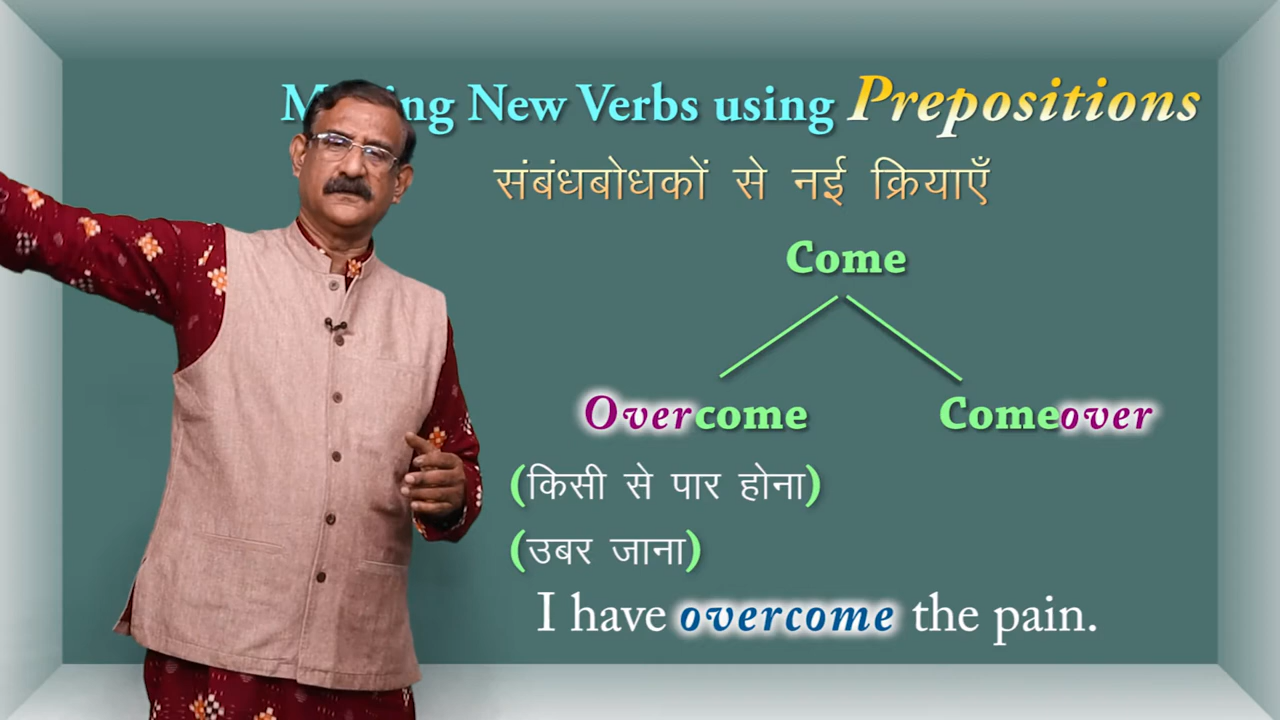 New Verbs using Prepositions
संबंधबोधकों से नई क्रियाएँ
Come
Overcome Comeover
(किसी से पार होना)
(उबर जाना)
I have overcome the pain.